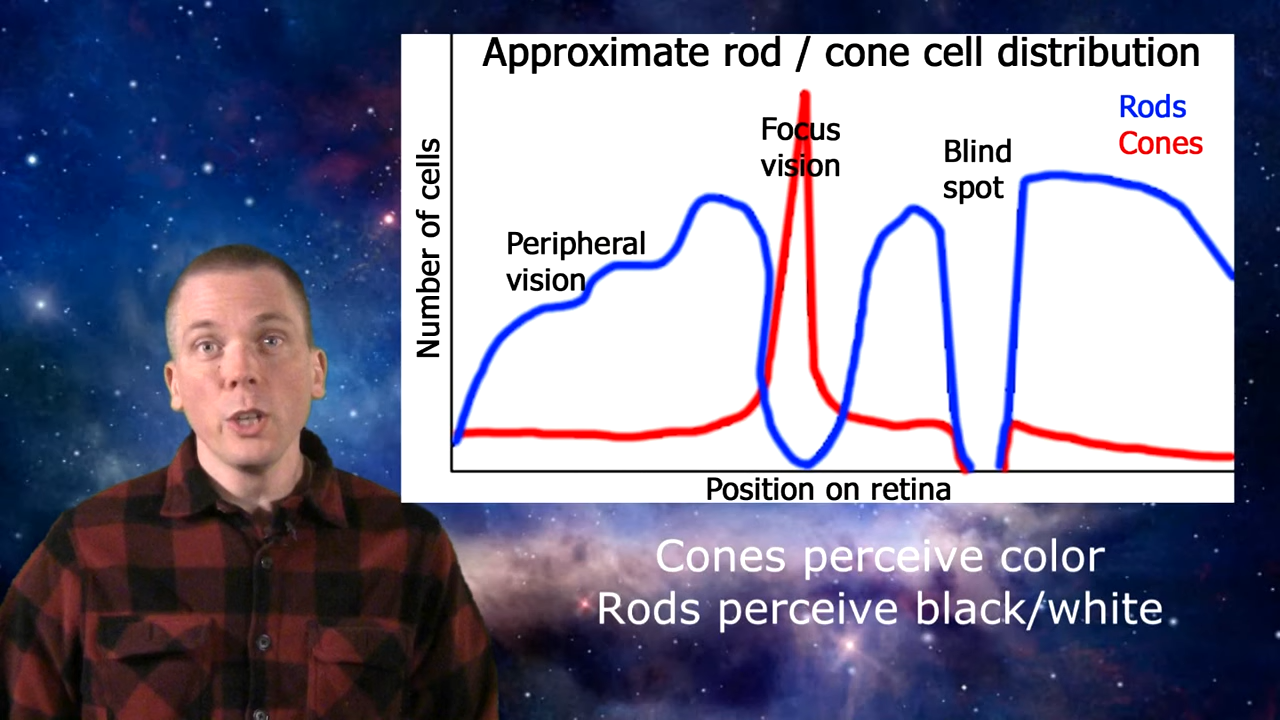 Approximate rod / cone cell distribution
Rods
Cones
Focus
vision
Blind
spot
Peripheral
vision
Number of cells
Position on retina
Cones perceive color
Rods perceive black/white